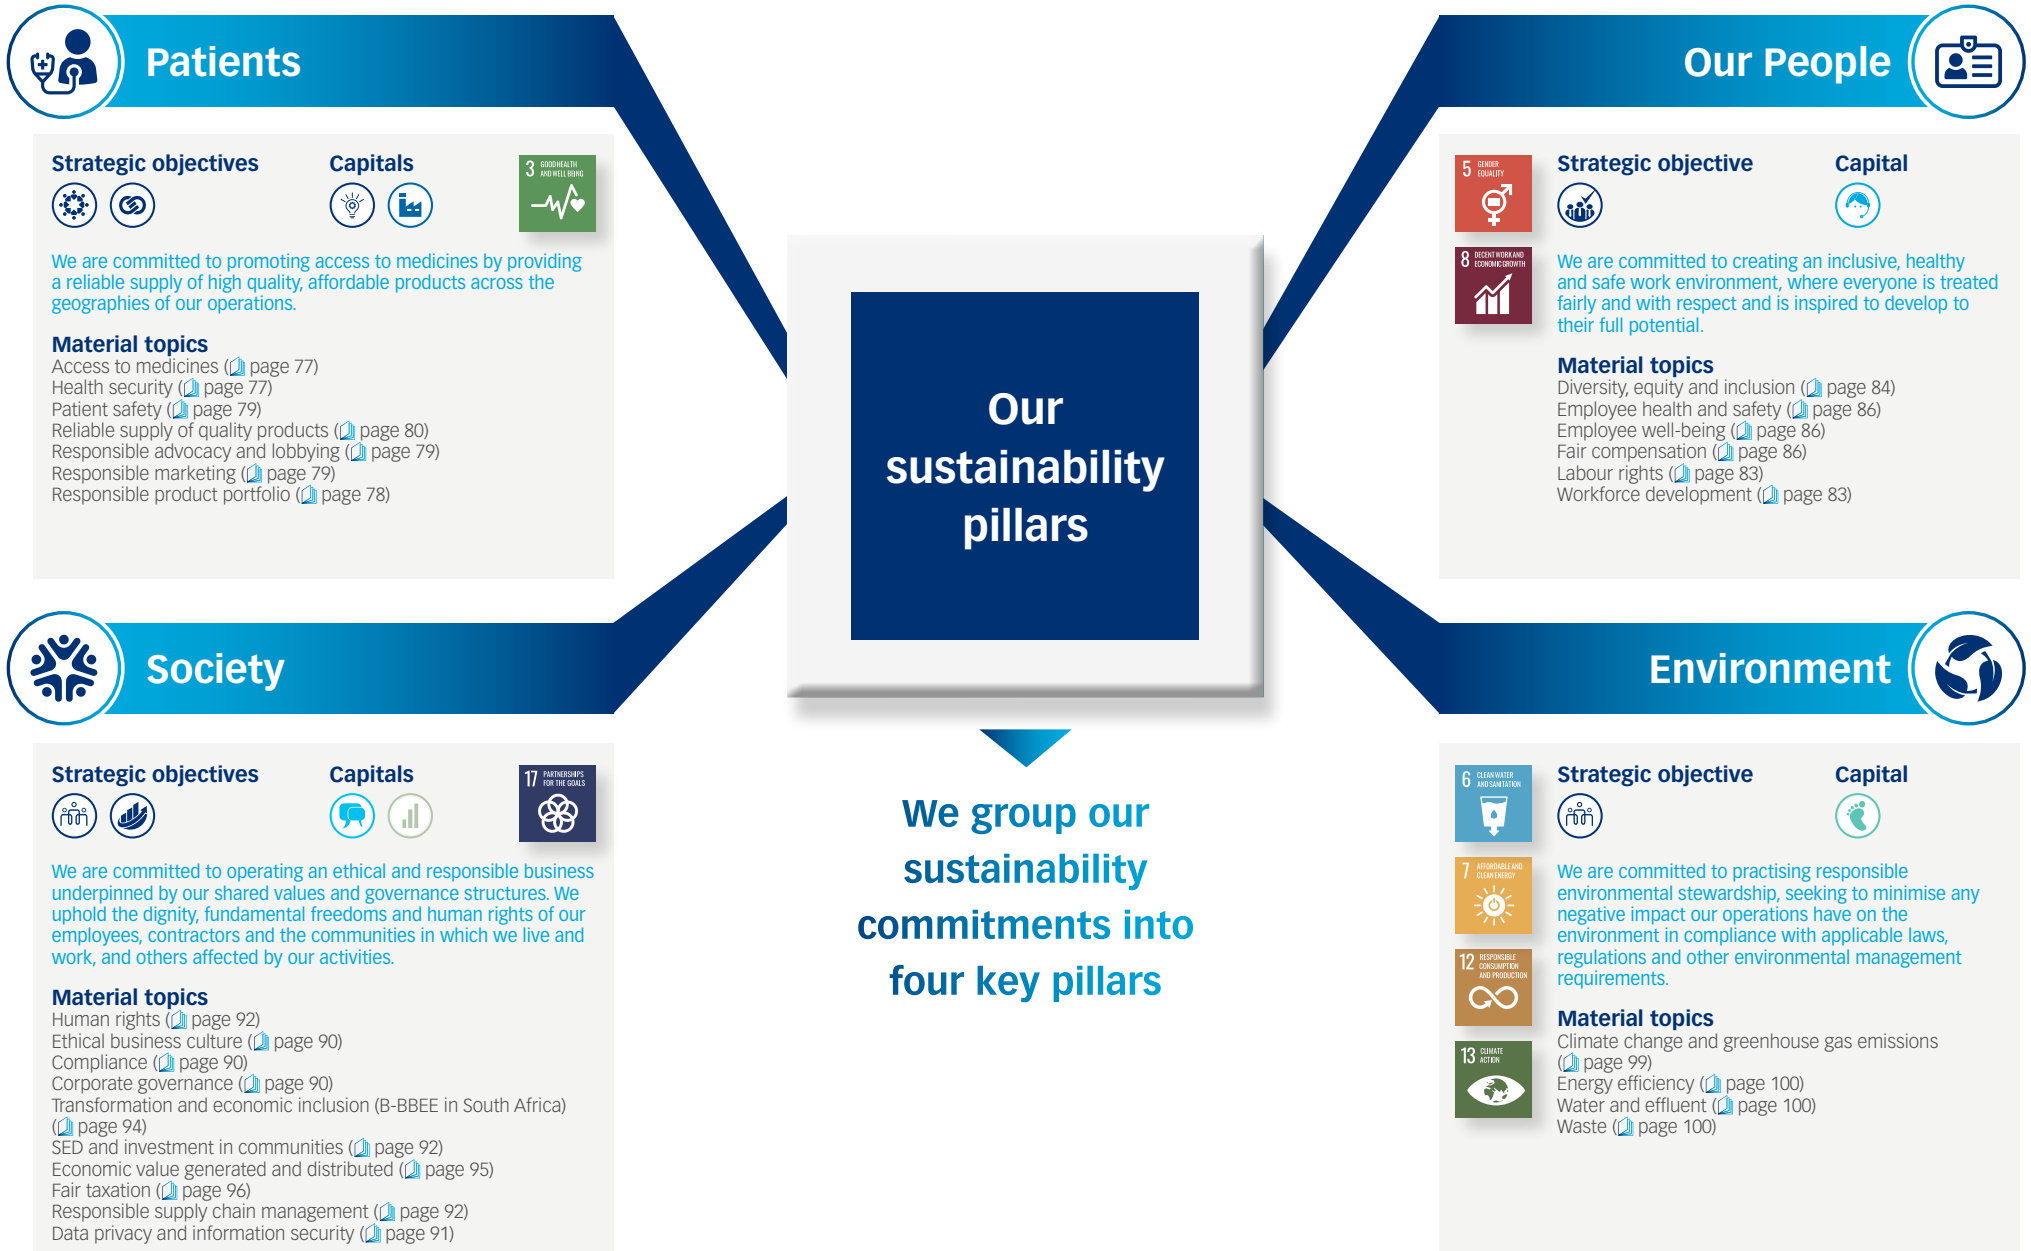 Patients
Strategic objectives
Capitals
3 GOOD HEALTH
AND WELL BEING
We are committed to promoting access to medicines by providing
a reliable supply of high quality, affordable products across the
geographies of our operations.
Material topics
Access to medicines ( page 77)
Health security ( page 77)
Patient safety ( page 79)
Reliable supply of quality products ( page 80)
Responsible advocacy and lobbying ( page 79)
Responsible marketing ( page 79)
Responsible product portfolio ( page 78)
Our People
5 GENDER
EQUALITY
8 DECENT WORK AND
ECONOMIC GROWTH
Strategic objective
Capital
We are committed to creating an inclusive, healthy
and safe work environment, where everyone is treated
fairly and with respect and is inspired to develop to
their full potential.
Material topics
Diversity, equity and inclusion ( page 84)
Employee health and safety ( page 86)
Employee well-being ( page 86)
Fair compensation ( page 86)
Labour rights ( page 83)
Workforce development ( page 83)
Our
sustainability
pillars
We group our
sustainability
commitments into
four key pillars
Society
Strategic objectives
Capitals
17 PARTNERSHIPS
FOR THE GOALS
We are committed to operating an ethical and responsible business
underpinned by our shared values and governance structures. We
uphold the dignity, fundamental freedoms and human rights of our
employees, contractors and the communities in which we live and
work, and others affected by our activities.
Material topics
Human rights ( page 92)
Ethical business culture ( page 90)
Compliance ( page 90)
Corporate governance ( page 90)
Transformation and economic inclusion (B-BBEE in South Africa)
( page 94)
SED and investment in communities ( page 92)
Economic value generated and distributed ( page 95)
Fair taxation ( page 96)
Responsible supply chain management ( page 92)
Data privacy and information security ( page 91)
Environment
6 CLEAN WATER
AND SANITATION
7 AFFORDABLE AND
CLEAN ENERGY
12 RESPONSIBLE
CONSUMPTION
AND PRODUCTION
13 CLIMATE
ACTION
Strategic objective
Capital
We are committed to practising responsible
environmental stewardship, seeking to minimise any
negative impact our operations have on the
environment in compliance with applicable laws,
regulations and other environmental management
requirements.
Material topics
Climate change and greenhouse gas emissions
( page 99)
Energy efficiency ( page 100)
Water and effluent ( page 100)
Waste ( page 100)